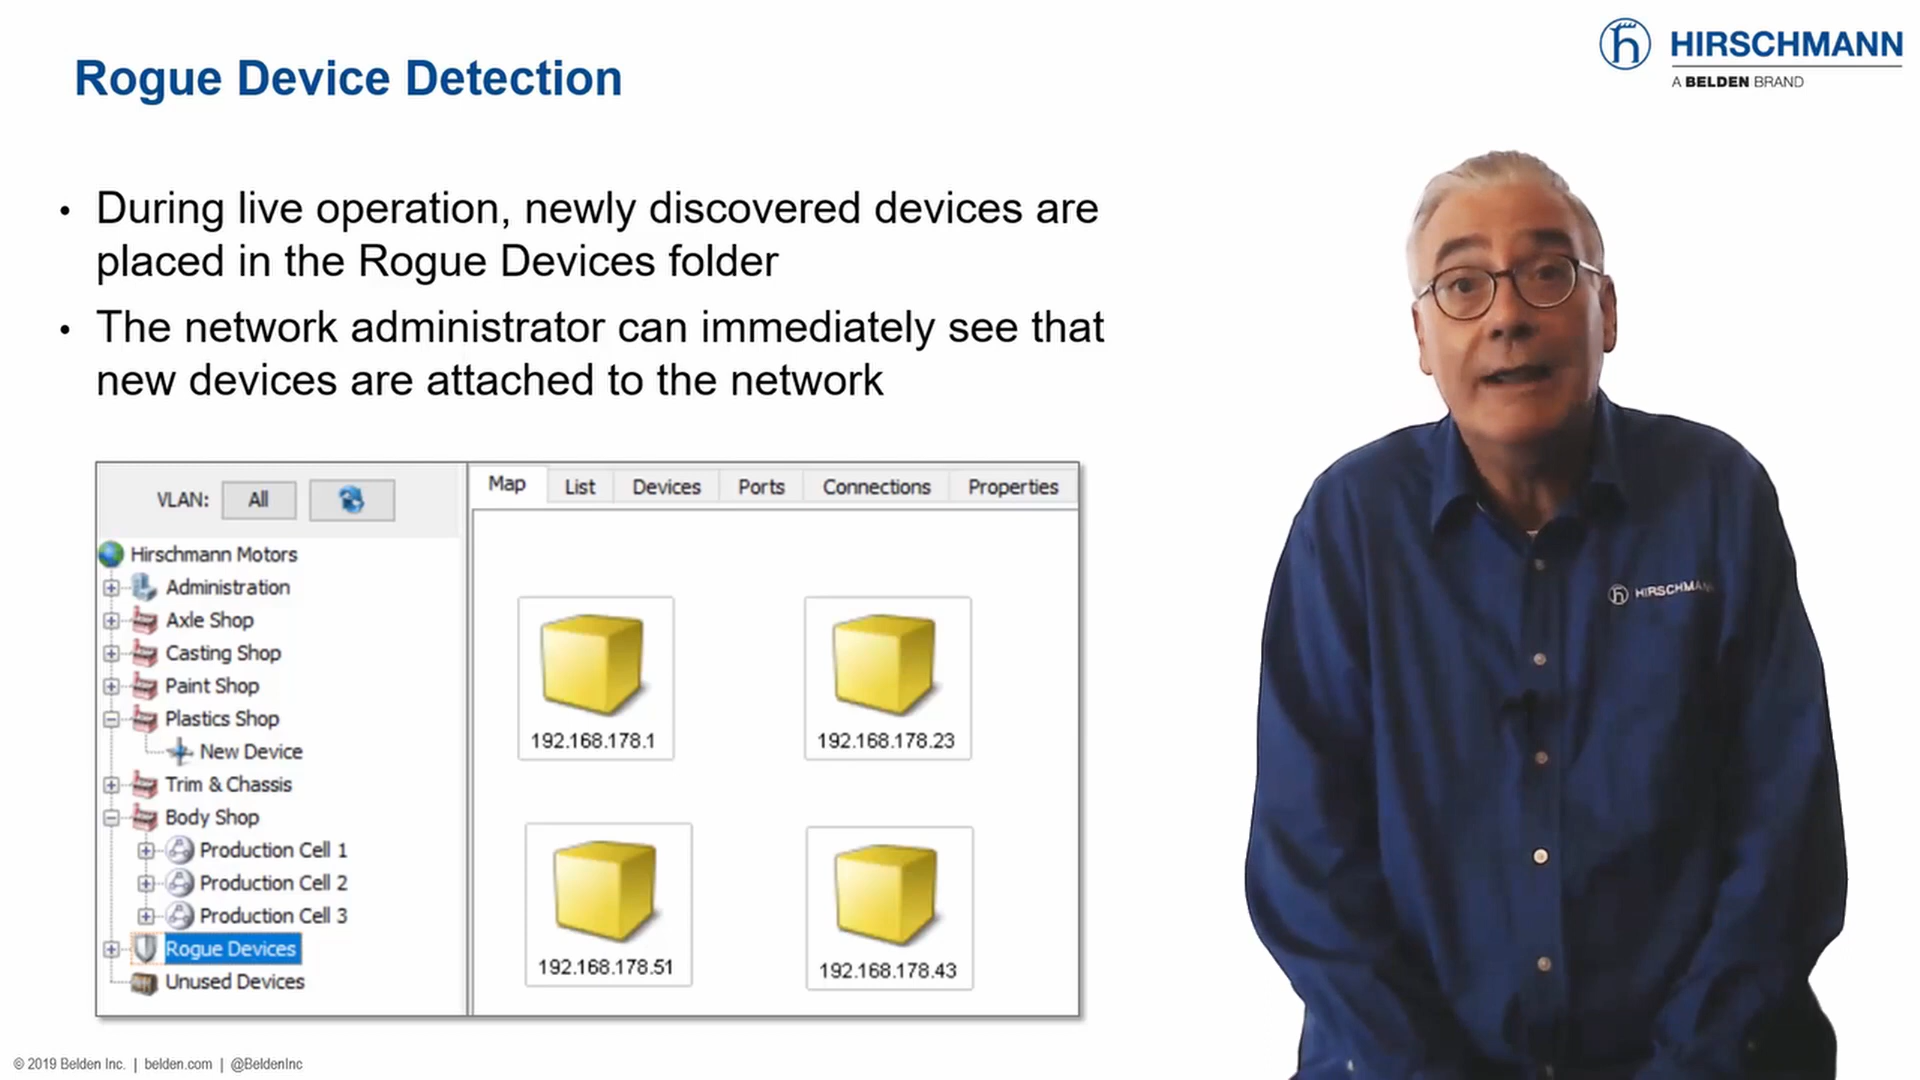 HIRSCHMANN
A BELDEN BRAND
Rogue Device Detection
• During live operation, newly discovered devices are
placed in the Rogue Devices folder
• The network administrator can immediately see that
new devices are attached to the network
VLAN: All
Map List Devices Ports Connections Properties
Hirschmann Motors
Administration
Axle Shop
Casting Shop
Paint Shop
Plastics Shop
New Device
Trim & Chassis
Body Shop
Production Cell 1
Production Cell 2
Production Cell 3
Rogue Devices
Unused Devices
192.168.178.1
192.168.178.23
192.168.178.51
192.168.178.43
HIRSCHMAN
© 2019 Belden Inc. | belden.com | @BeldenInc